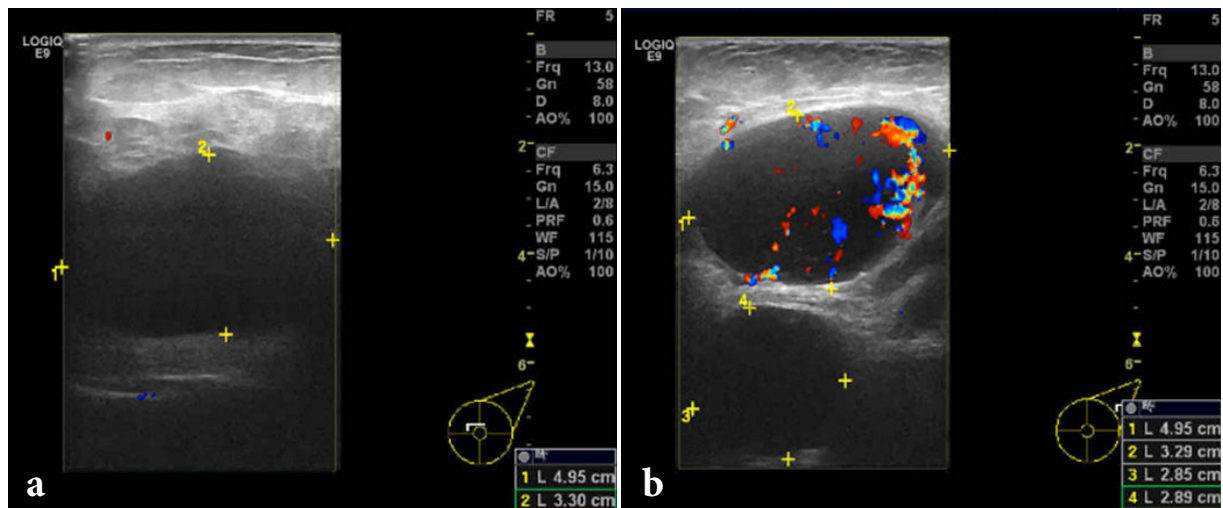 FR 5
LOGIQ
E9
B
Frq 13.0
Gn 58
D 8.0
AO% 100
2
2
CF
Frq 6.3
Gn 15.0
L/A 2/8
PRF 0.6
WF 115
S/P 1/10
AO% 100
4
1
6
1 L 4.95 cm
2 L 3.30 cm
a
FR 5
LOGIQ
E9
B
Frq 13.0
Gn 58
D 8.0
AO% 100
2
2
CF
Frq 6.3
Gn 15.0
L/A 2/8
PRF 0.6
WF 115
S/P 1/10
AO% 100
1
4
4
6
3
1 L 4.95 cm
2 L 3.29 cm
3 L 2.85 cm
4 L 2.89 cm
b